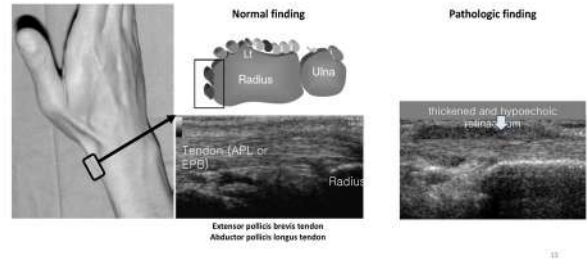 Normal finding
Pathologic finding
Lt
Radius
Ulna
Tendon (APL or
EPB)
Radius
Extensor pollicis brevis tendon
Abductor pollicis longus tendon
thickened and hypoechoic
13